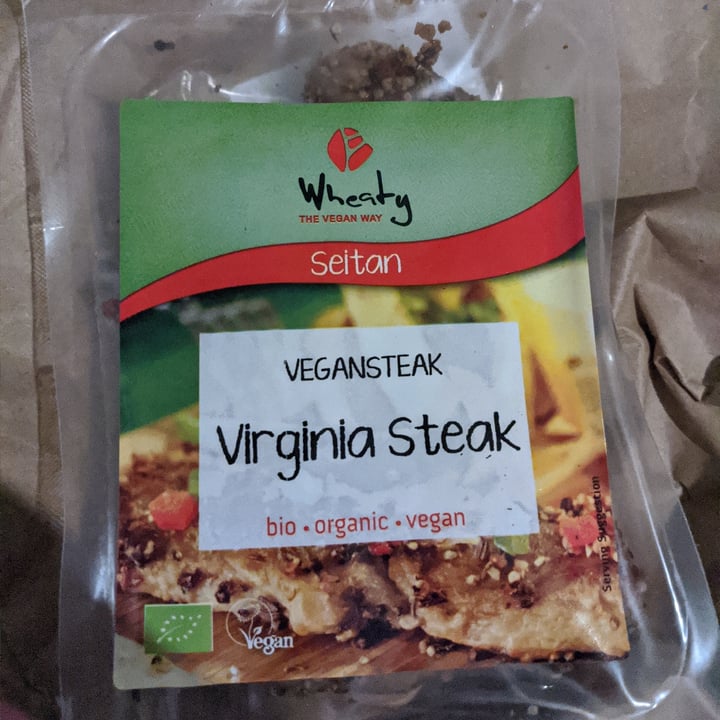 Wheaty
THE VEGAN WAY
Seitan
VEGANSTEAK
Virginia Steak
bio • organic • vegan
Serving Suggestion
Vegan